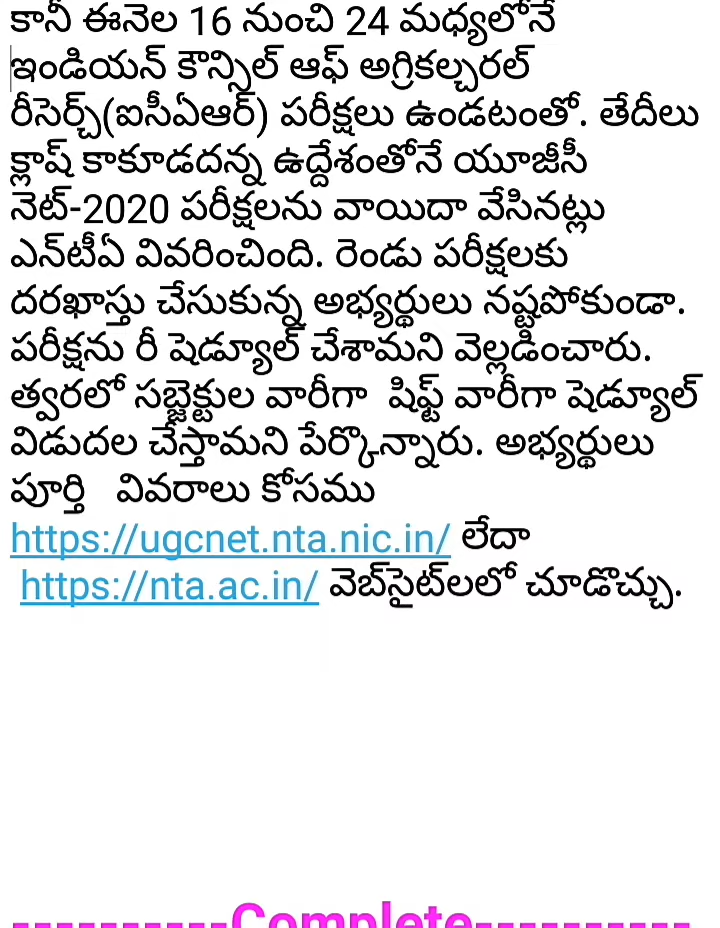 కానీ ఈనెల 16 నుంచి 24 మధ్యలోనే
ఇండియన్ కౌన్సిల్ ఆఫ్ అగ్రికల్చరల్
రీసెర్చ్(ఐసీఏఆర్) పరీక్షలు ఉండటంతో. తేదీలు
క్లాష్ కాకూడదన్న ఉద్దేశంతోనే యూజీసీ
నెట్-2020 పరీక్షలను వాయిదా వేసినట్లు
ఎన్‌టీఏ వివరించింది. రెండు పరీక్షలకు
దరఖాస్తు చేసుకున్న అభ్యర్థులు నష్టపోకుండా.
పరీక్షను రీ షెడ్యూల్ చేశామని వెల్లడించారు.
త్వరలో సబ్జెక్టుల వారీగా షిఫ్ట్ వారీగా షెడ్యూల్
విడుదల చేస్తామని పేర్కొన్నారు. అభ్యర్థులు
పూర్తి వివరాలు కోసము
https://ugcnet.nta.nic.in/ లేదా
https://nta.ac.in/ వెబ్‌సైట్‌లలో చూడొచ్చు.
----------Complete----------